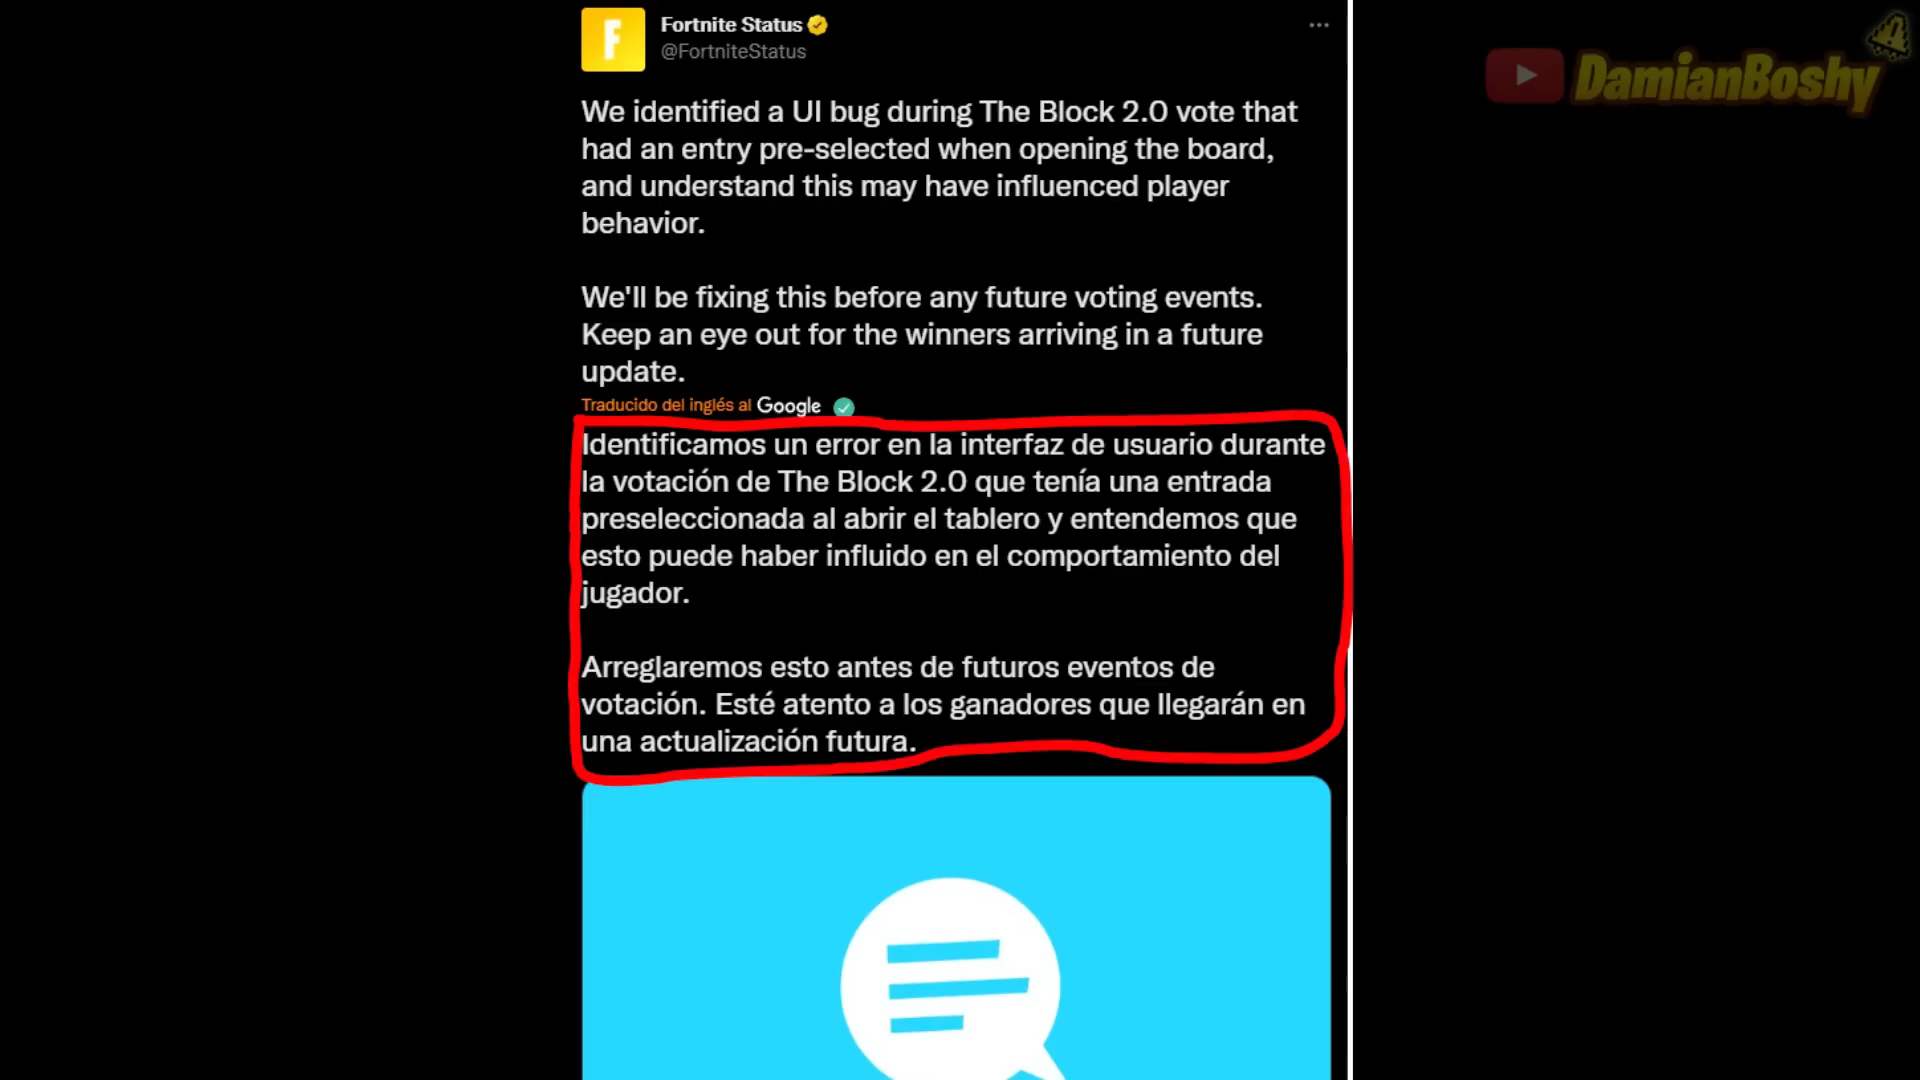 Fortnite Status
@FortniteStatus
DamianBoshy
We identified a UI bug during The Block 2.0 vote that
had an entry pre-selected when opening the board,
and understand this may have influenced player
behavior.
We'll be fixing this before any future voting events.
Keep an eye out for the winners arriving in a future
update.
Traducido del inglés al Google
Identificamos un error en la interfaz de usuario durante
la votación de The Block 2.0 que tenía una entrada
preseleccionada al abrir el tablero y entendemos que
esto puede haber influido en el comportamiento del
jugador.
Arreglaremos esto antes de futuros eventos de
votación. Esté atento a los ganadores que llegarán en
una actualización futura.